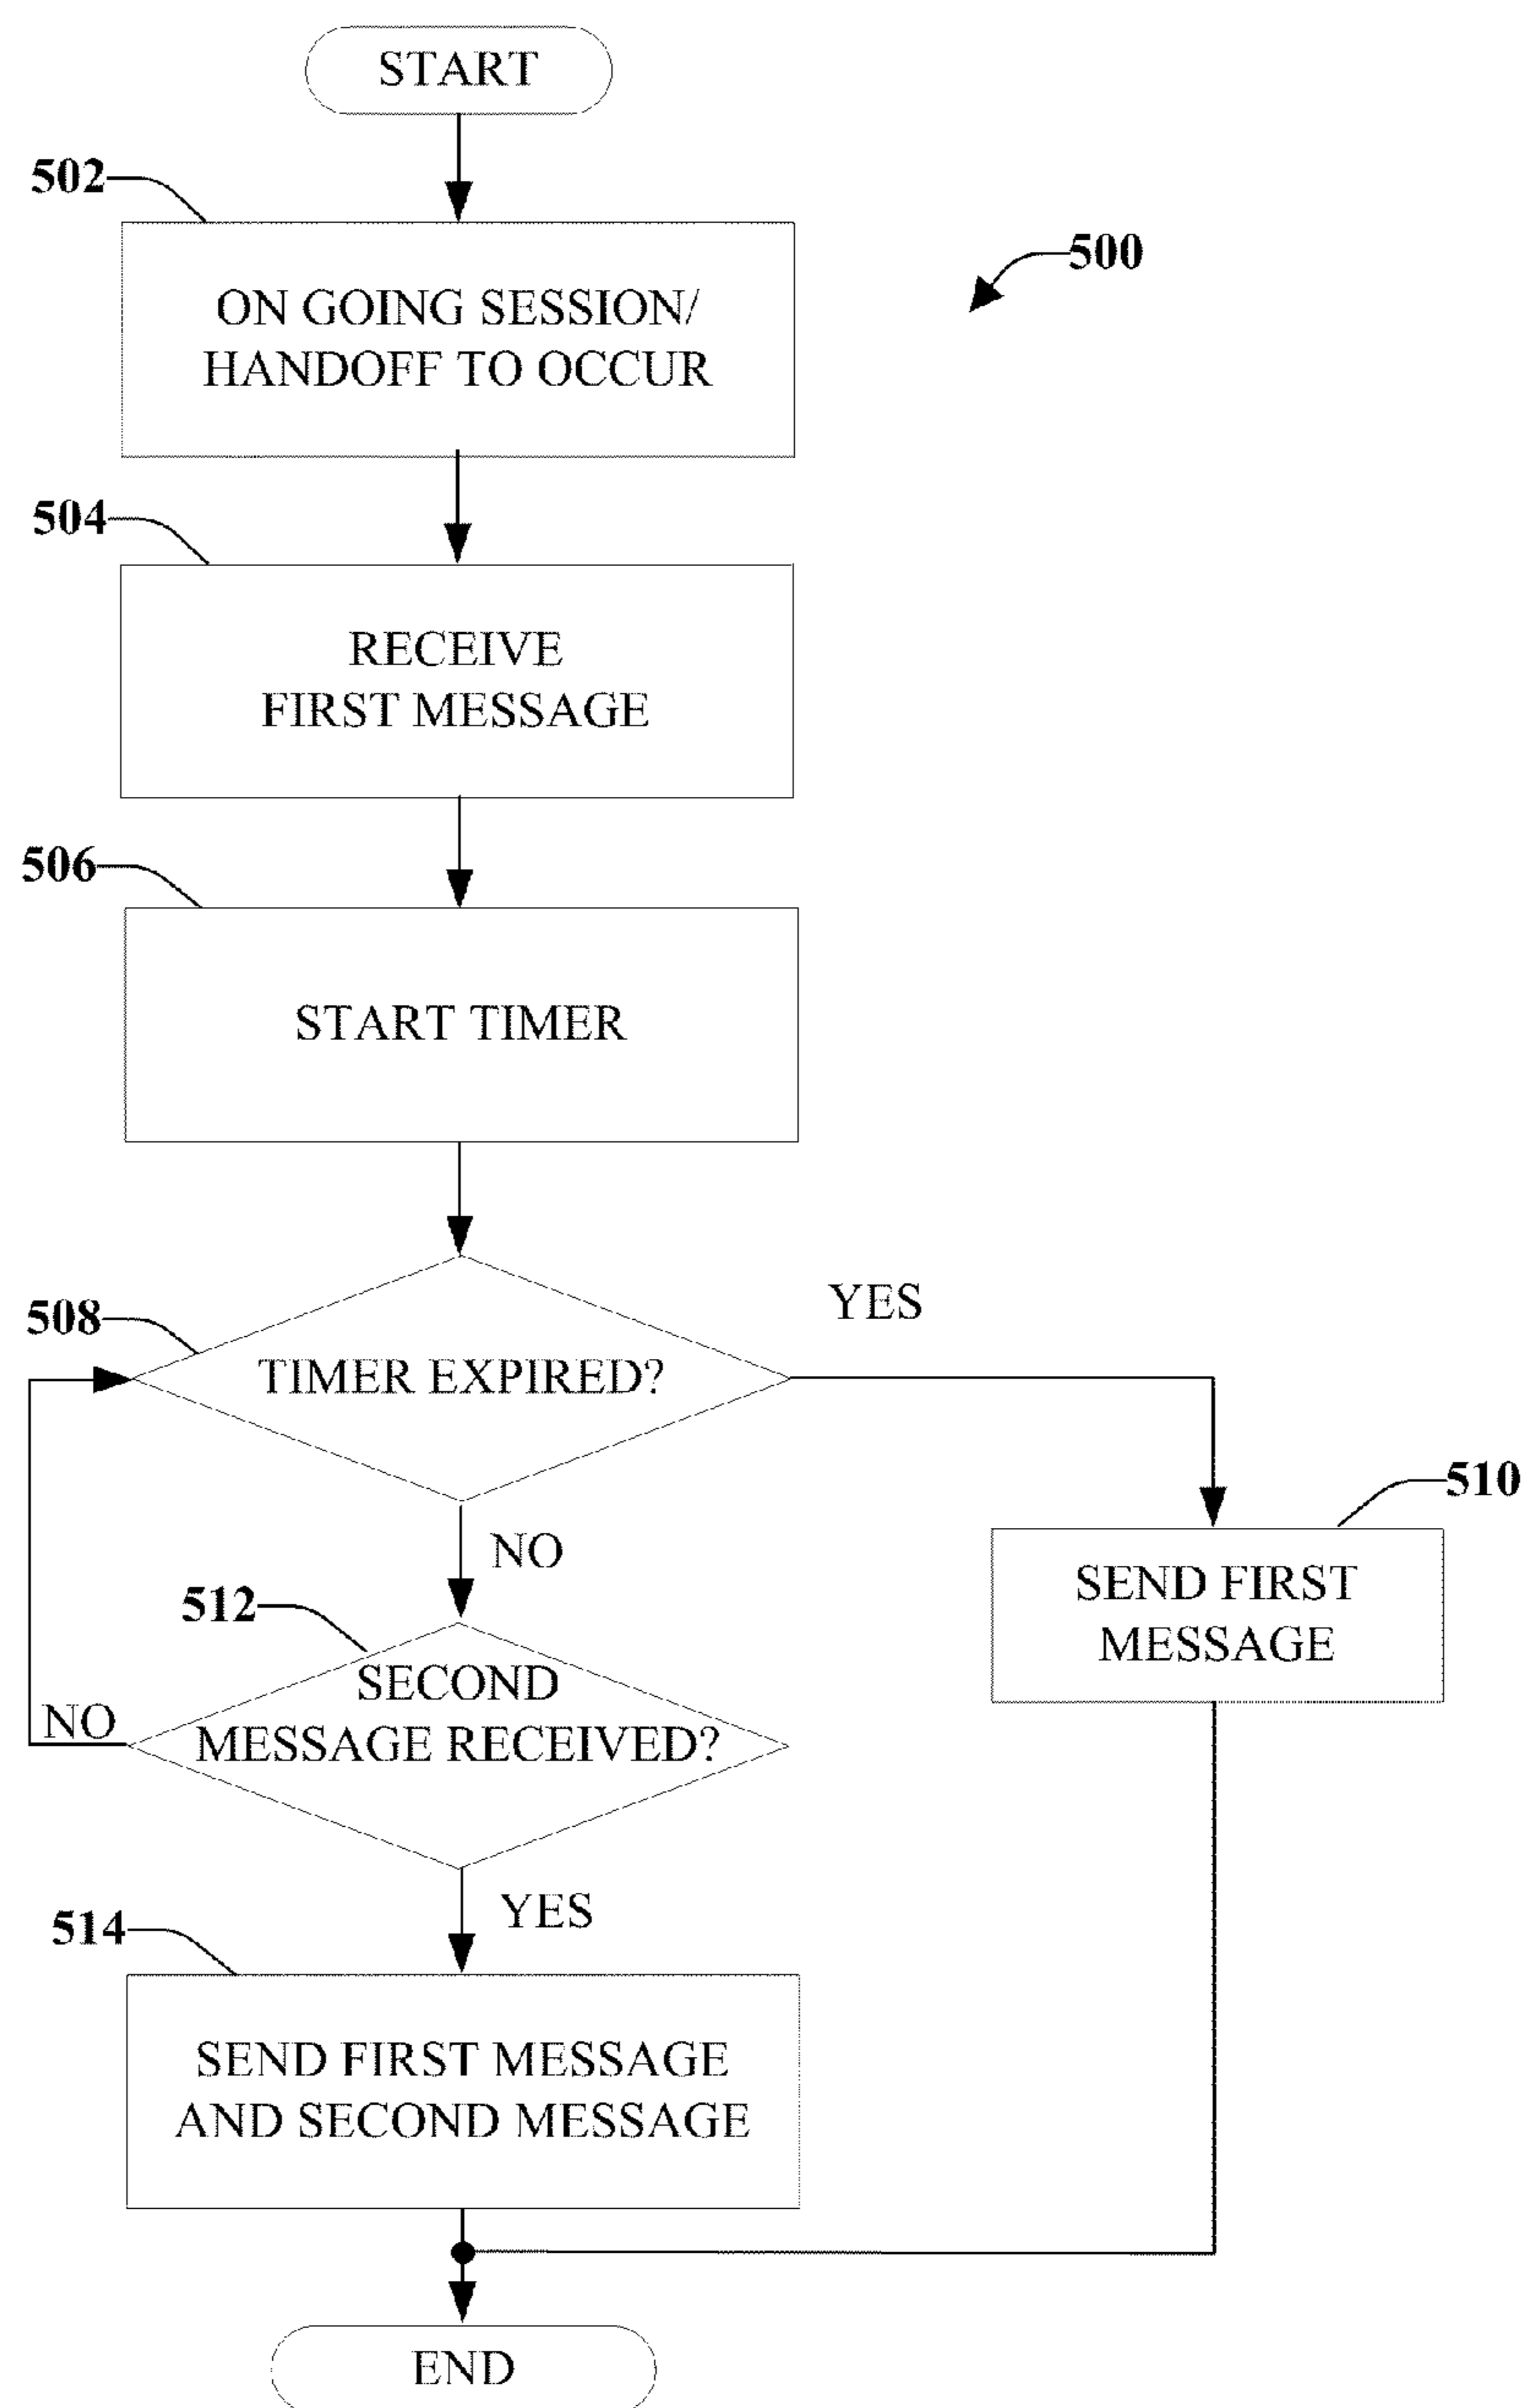 START
502
500
ON GOING SESSION/
HANDOFF TO OCCUR
504
RECEIVE
FIRST MESSAGE
506
START TIMER
508
TIMER EXPIRED?
YES
510
SEND FIRST
MESSAGE
NO
512
SECOND
MESSAGE RECEIVED?
NO
YES
514
SEND FIRST MESSAGE
AND SECOND MESSAGE
END